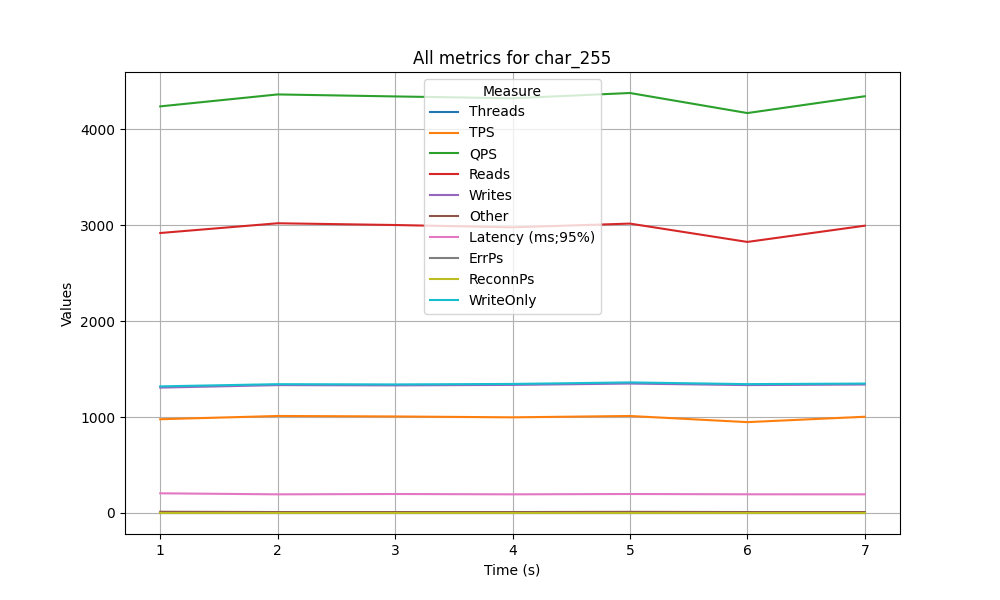 All metrics for char_255
Measure
Threads
TPS
QPS
Reads
Writes
Other
Latency (ms;95%)
ErrPs
ReconnPs
WriteOnly
Values
4000
3000
2000
1000
0
1 2 3 4 5 6 7
Time (s)